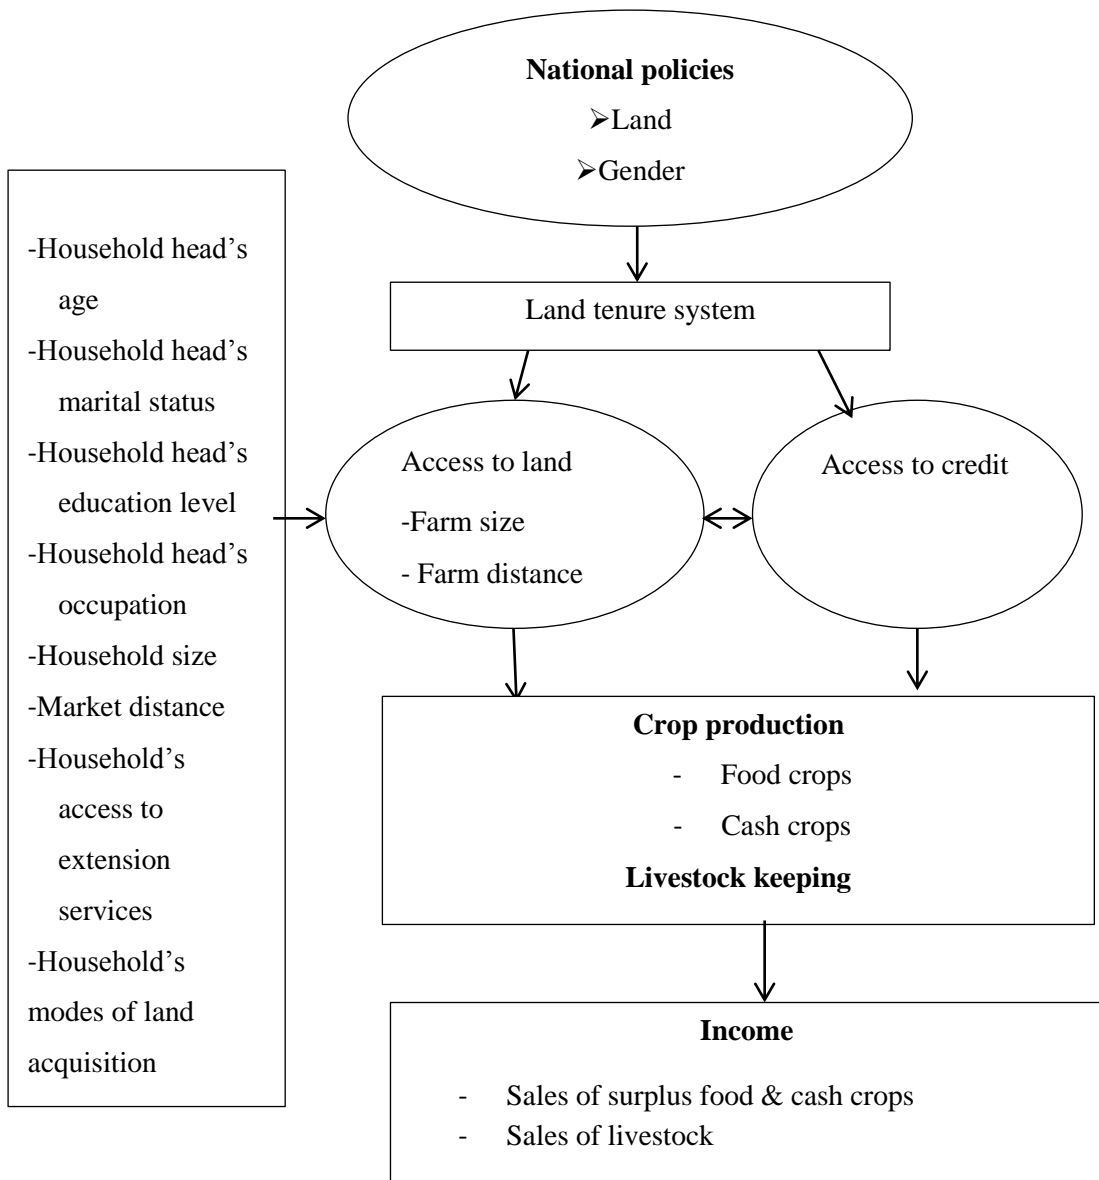 National policies
➢Land
➢Gender
-Household head’s
age
-Household head’s
marital status
-Household head’s
education level
-Household head’s
occupation
-Household size
-Market distance
-Household’s
access to
extension
services
-Household’s
modes of land
acquisition
Land tenure system
Access to land
-Farm size
- Farm distance
Access to credit
Crop production
- Food crops
- Cash crops
Livestock keeping
Income
- Sales of surplus food & cash crops
- Sales of livestock